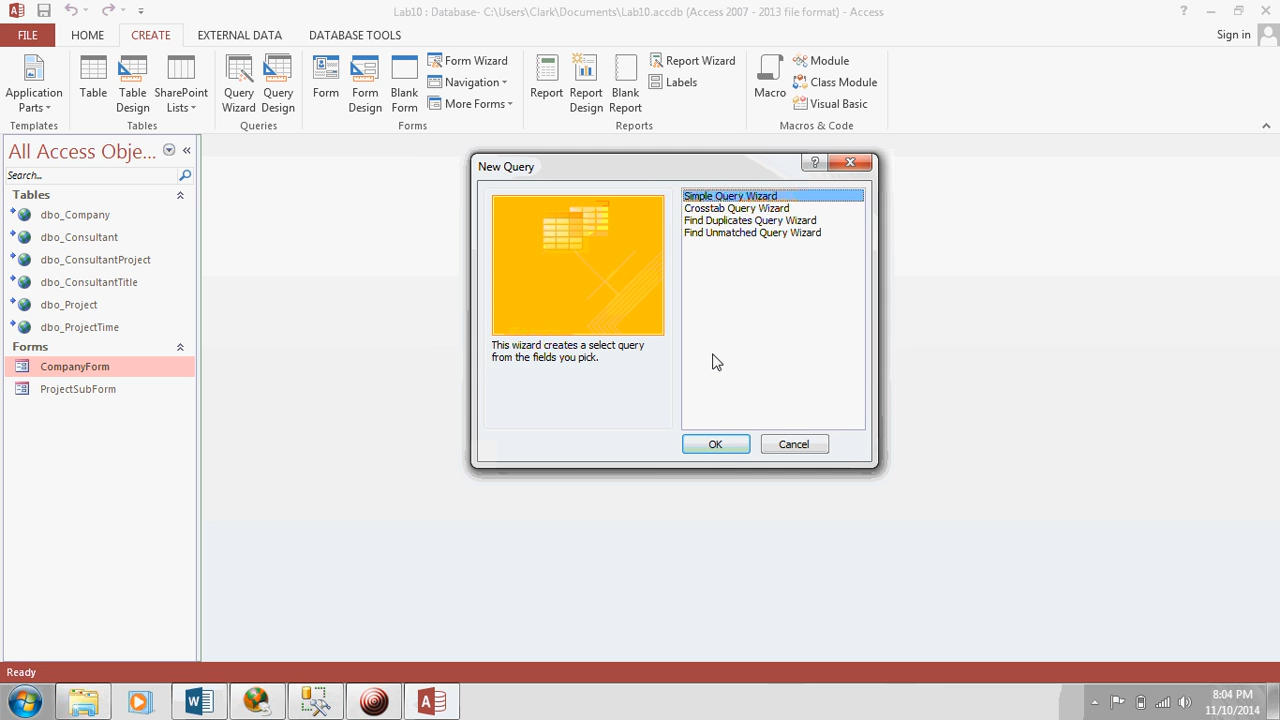 Lab10 : Database- C:\Users\Clark\Documents\Lab10.accdb (Access 2007 - 2013 file format) - Access
FILE HOME CREATE EXTERNAL DATA DATABASE TOOLS Sign in
Application Parts Table Table Design SharePoint Lists Query Wizard Query Design Form Form Design Blank Form Form Wizard Navigation More Forms Report Report Design Blank Report Report Wizard Labels Macro Module Class Module Visual Basic
Templates Tables Queries Forms Reports Macros & Code
All Access Obje...
Search...
Tables
dbo_Company
dbo_Consultant
dbo_ConsultantProject
dbo_ConsultantTitle
dbo_Project
dbo_ProjectTime
Forms
CompanyForm
ProjectSubForm
New Query
Simple Query Wizard
Crosstab Query Wizard
Find Duplicates Query Wizard
Find Unmatched Query Wizard
This wizard creates a select query
from the fields you pick.
OK Cancel
Ready
8:04 PM
11/10/2014